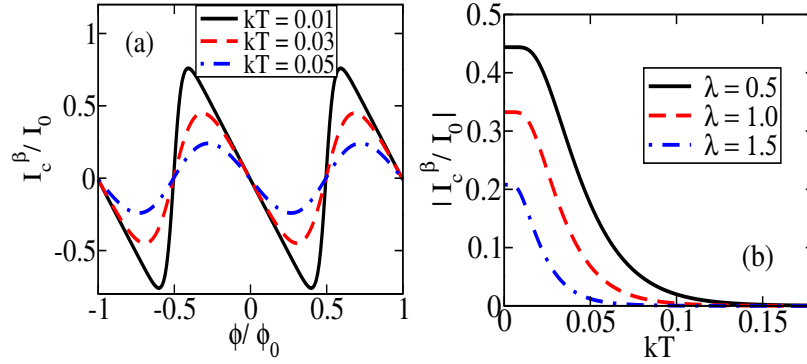 (a)
kT = 0.01
kT = 0.03
kT = 0.05
1
0.5
0
-0.5
I_c^β / I_0
-1 -0.5 0 0.5 1
ϕ/ ϕ_0
λ = 0.5
λ = 1.0
λ = 1.5
0.5
0.4
0.3
0.2
0.1
0
| I_c^β / I_0 |
(b)
0 0.05 0.1 0.15
kT